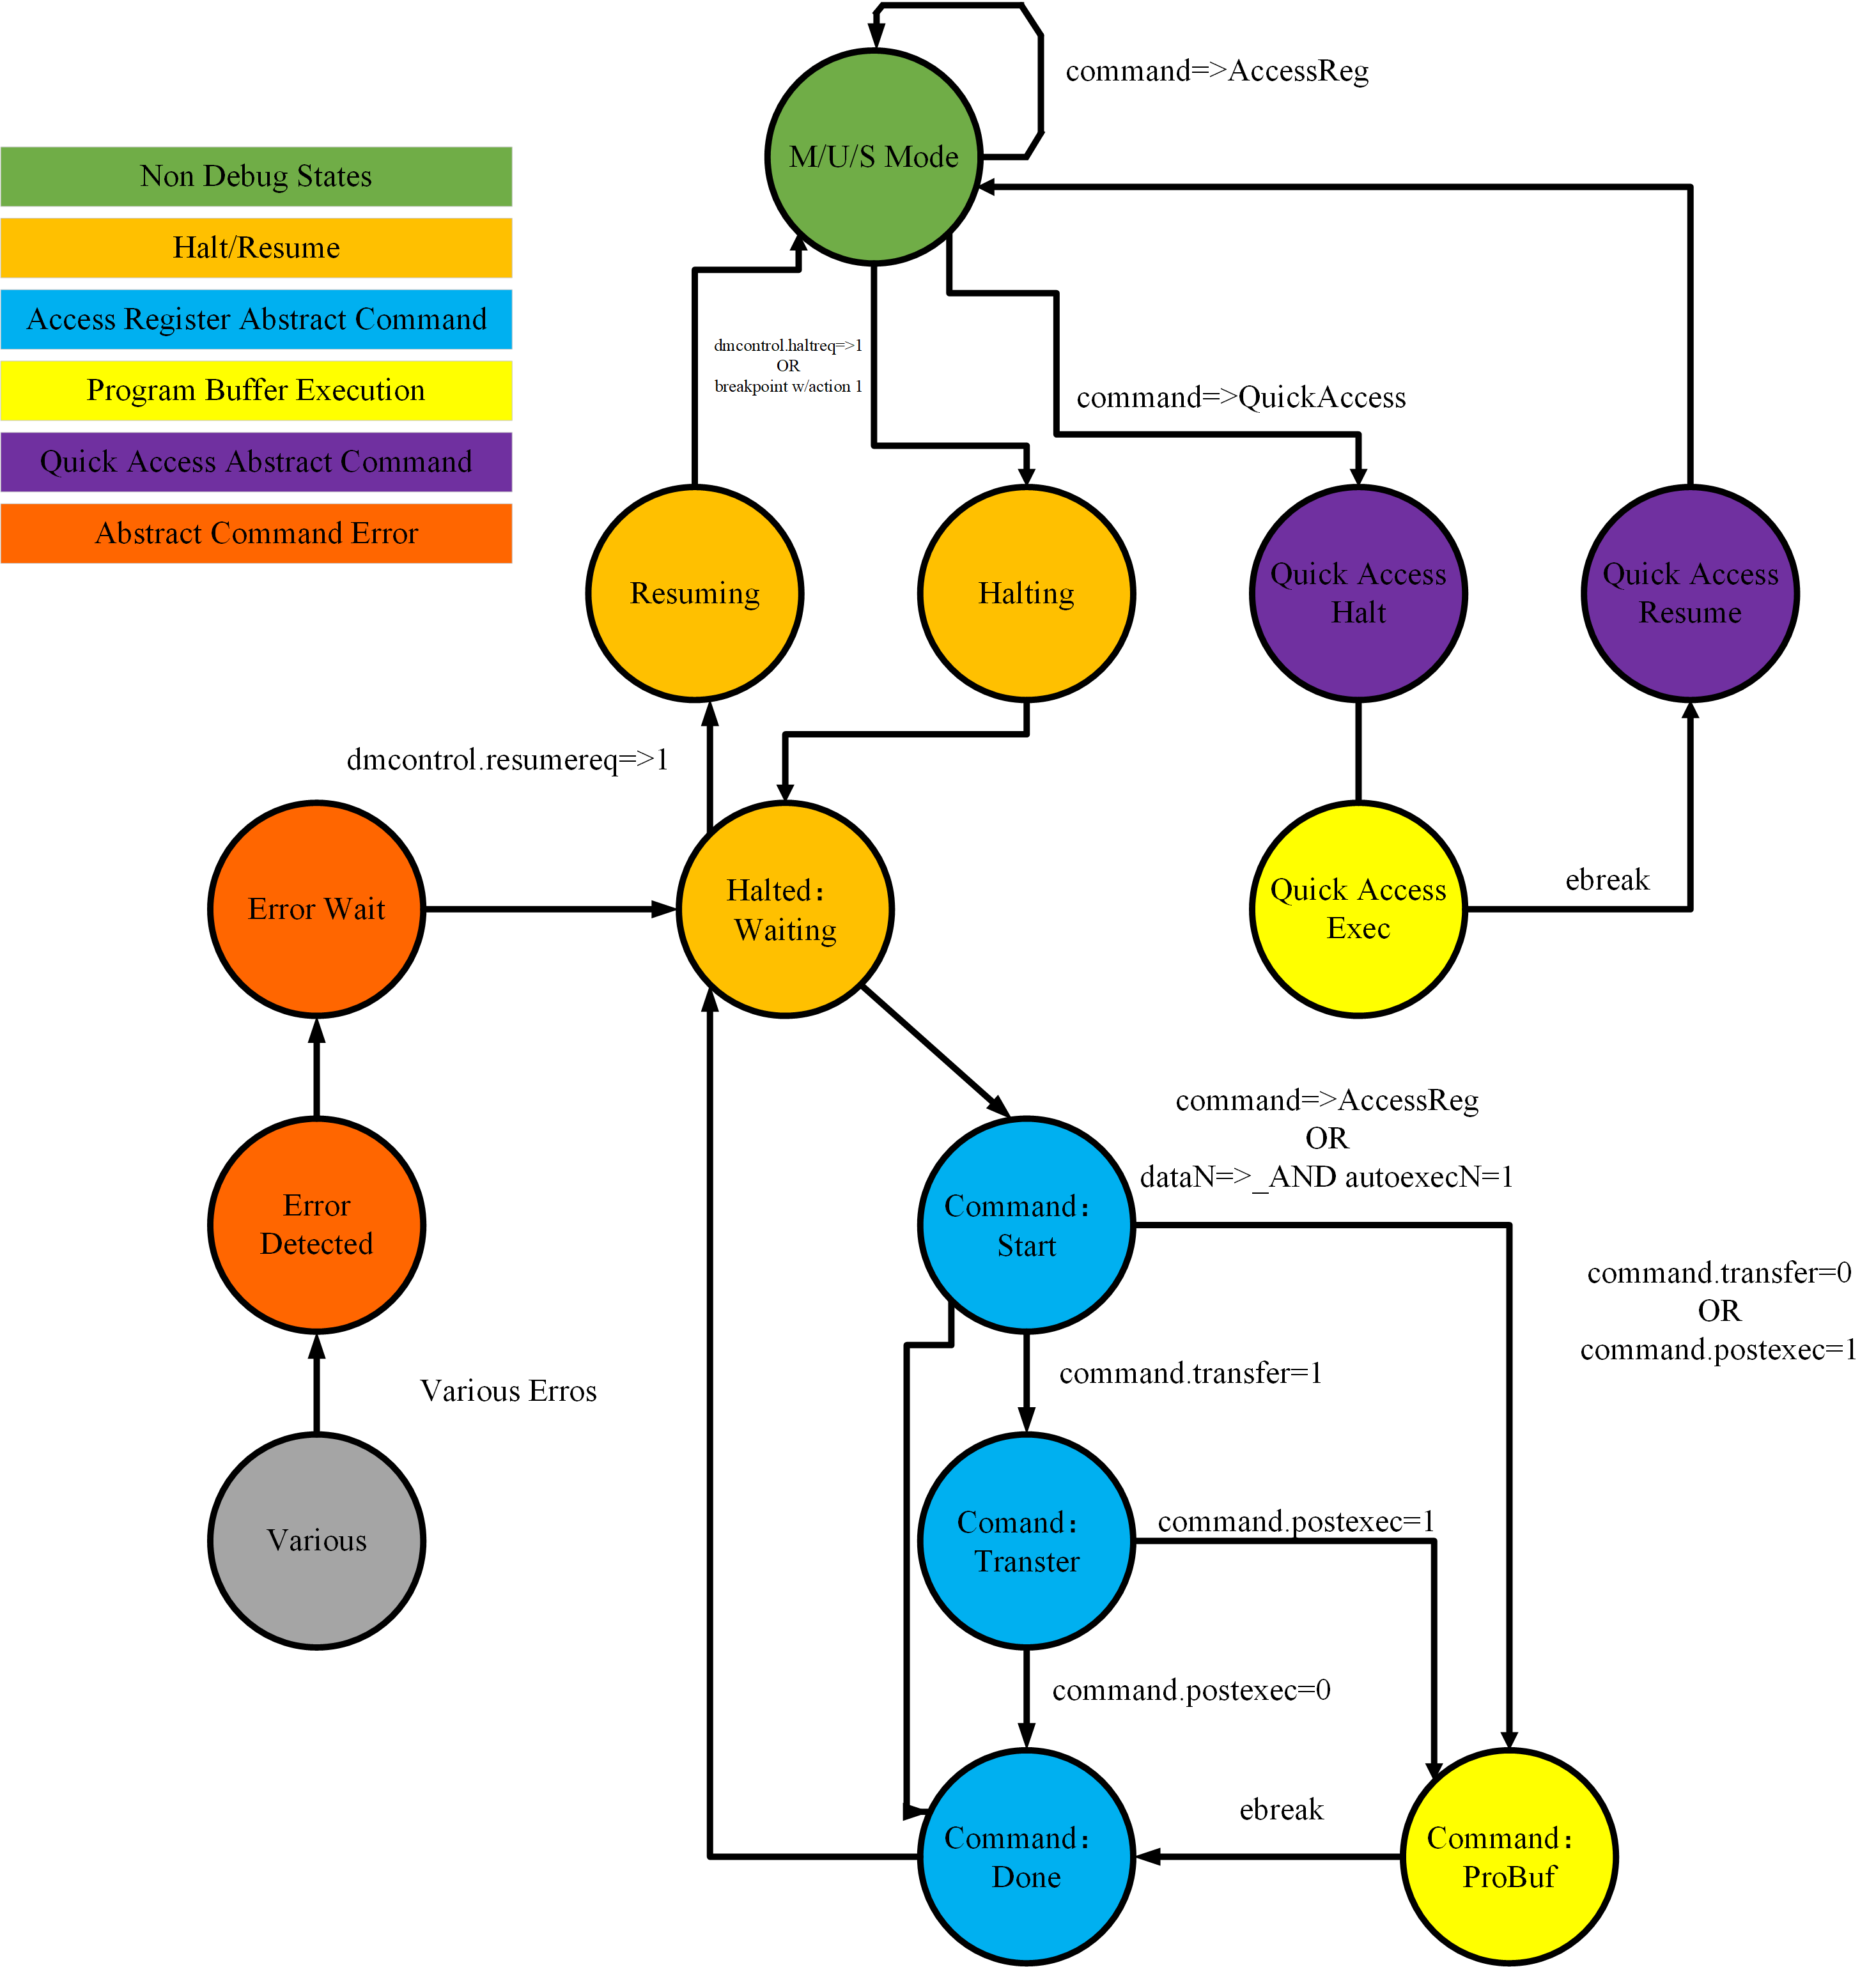 command=>AccessReg
M/U/S Mode
Non Debug States
Halt/Resume
Access Register Abstract Command
Program Buffer Execution
Quick Access Abstract Command
Abstract Command Error
dmcontrol.haltreq=>1
OR
breakpoint w/action 1
command=>QuickAccess
Resuming
Halting
Quick Access
Halt
Quick Access
Resume
dmcontrol.resumereq=>1
Error Wait
Halted：
Waiting
Quick Access
Exec
ebreak
command=>AccessReg
OR
dataN=>_AND autoexecN=1
Error
Detected
Command：
Start
command.transfer=0
OR
command.postexec=1
Various Erros
command.transfer=1
Various
Comand：
Transter
command.postexec=1
command.postexec=0
ebreak
Command：
Done
Command：
ProBuf